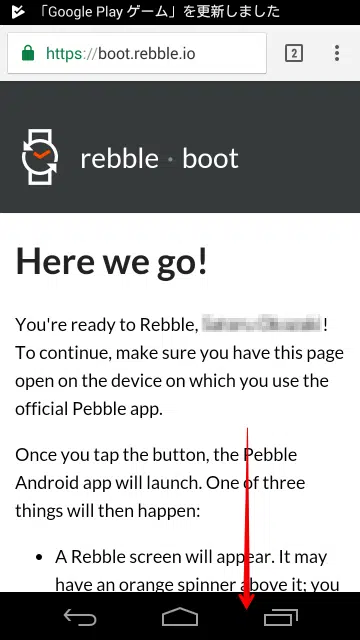 「Google Play ゲーム」を更新しました
https://boot.rebble.io
2
rebble · boot
Here we go!
You're ready to Rebble, !
To continue, make sure you have this page
open on the device on which you use the
official Pebble app.
Once you tap the button, the Pebble
Android app will launch. One of three
things will then happen:
• A Rebble screen will appear. It may
have an orange spinner above it; you